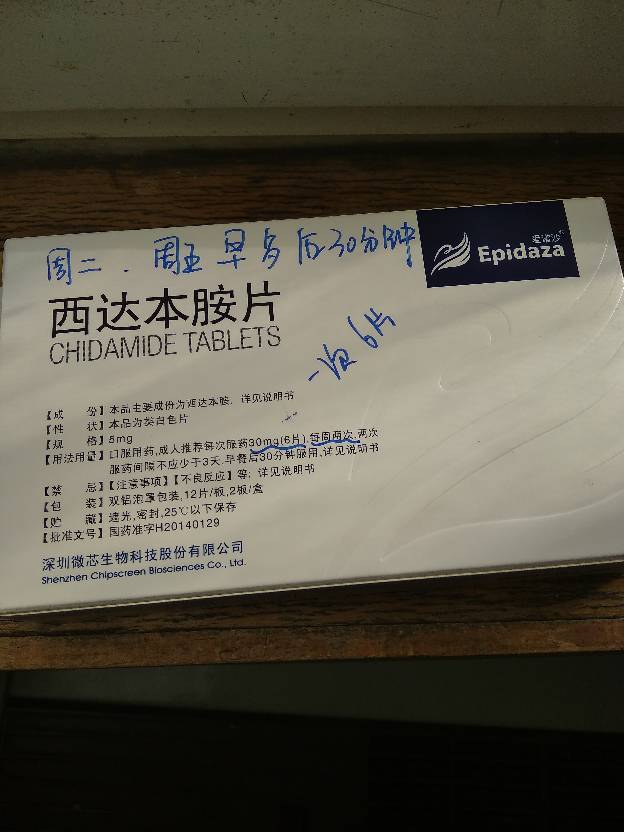 周二.周五早多后30分钟
爱谱沙®
Epidaza
西达本胺片
CHIDAMIDE TABLETS
一次6片
【成 份】本品主要成份为西达本胺,详见说明书
【性 状】本品为类白色片
【规 格】5mg
【用法用量】口服用药,成人推荐每次服药30mg(6片),每周两次,两次
服药间隔不应少于3天,早餐后30分钟服用,详见说明书
【禁 忌】【注意事项】【不良反应】等:详见说明书
【包 装】双铝泡罩包装,12片/板,2板/盒
【贮 藏】遮光,密封,25℃以下保存
【批准文号】国药准字H20140129
深圳微芯生物科技股份有限公司
Shenzhen Chipscreen Biosciences Co., Ltd.